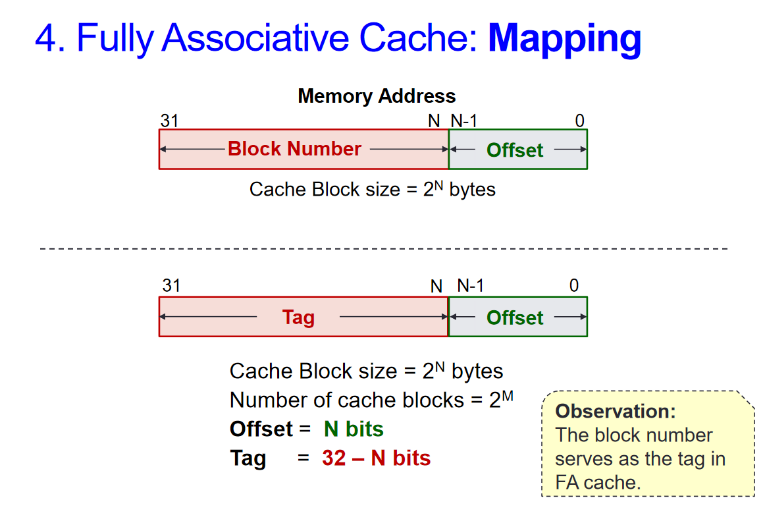 4. Fully Associative Cache: Mapping
Memory Address
31 N N-1 0
Block Number Offset
Cache Block size = 2ᴺ bytes
31 N N-1 0
Tag Offset
Cache Block size = 2ᴺ bytes
Number of cache blocks = 2ᴹ
Offset = N bits
Tag = 32 – N bits
Observation:
The block number
serves as the tag in
FA cache.